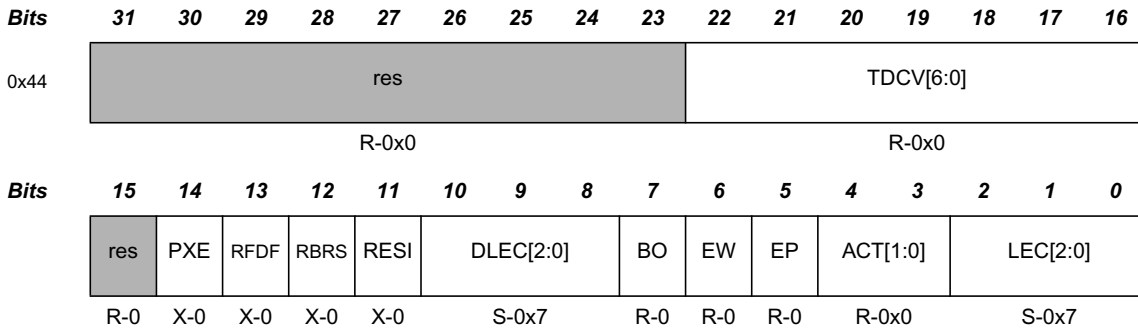 Bits 31 30 29 28 27 26 25 24 23 22 21 20 19 18 17 16
0x44 res TDCV[6:0]
R-0x0 R-0x0
Bits 15 14 13 12 11 10 9 8 7 6 5 4 3 2 1 0
res PXE RFDF RBRS RESI DLEC[2:0] BO EW EP ACT[1:0] LEC[2:0]
R-0 X-0 X-0 X-0 X-0 S-0x7 R-0 R-0 R-0 R-0x0 S-0x7